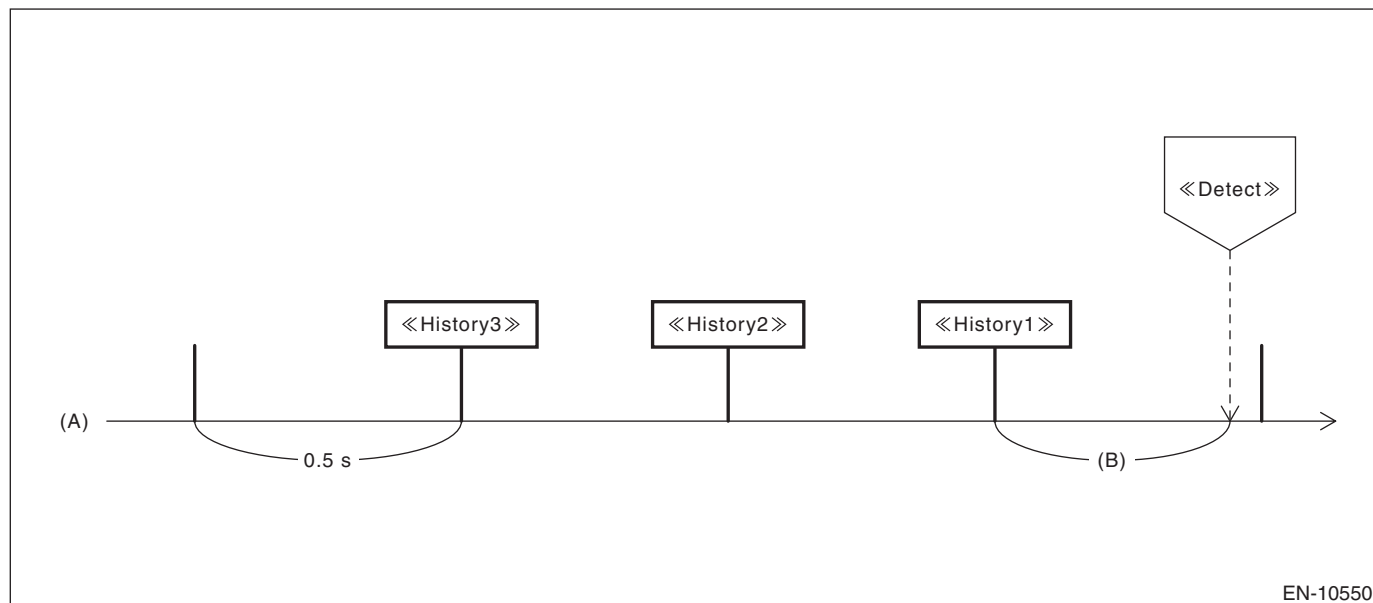 ≪Detect≫
≪History3≫
≪History2≫
≪History1≫
(A)
0.5 s
(B)
EN-10550